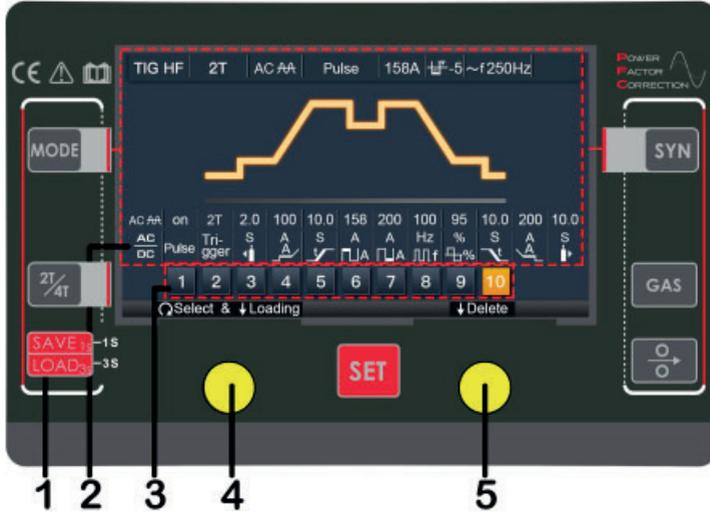 POWER
FACTOR
CORRECTION
CE
TIG HF 2T AC Pulse 158A -5 ~f 250Hz
MODE
SYN
AC on 2T 2.0 100 10.0 158 200 100 95 10.0 200 10.0
AC DC Pulse Tri-gger S A S A A Hz % S A S
A A A f %
2T/4T
1 2 3 4 5 6 7 8 9 10
GAS
Select & ↓Loading ↓Delete
SAVE 1s -1S
LOAD 3s -3S
SET
1 2 3 4 5